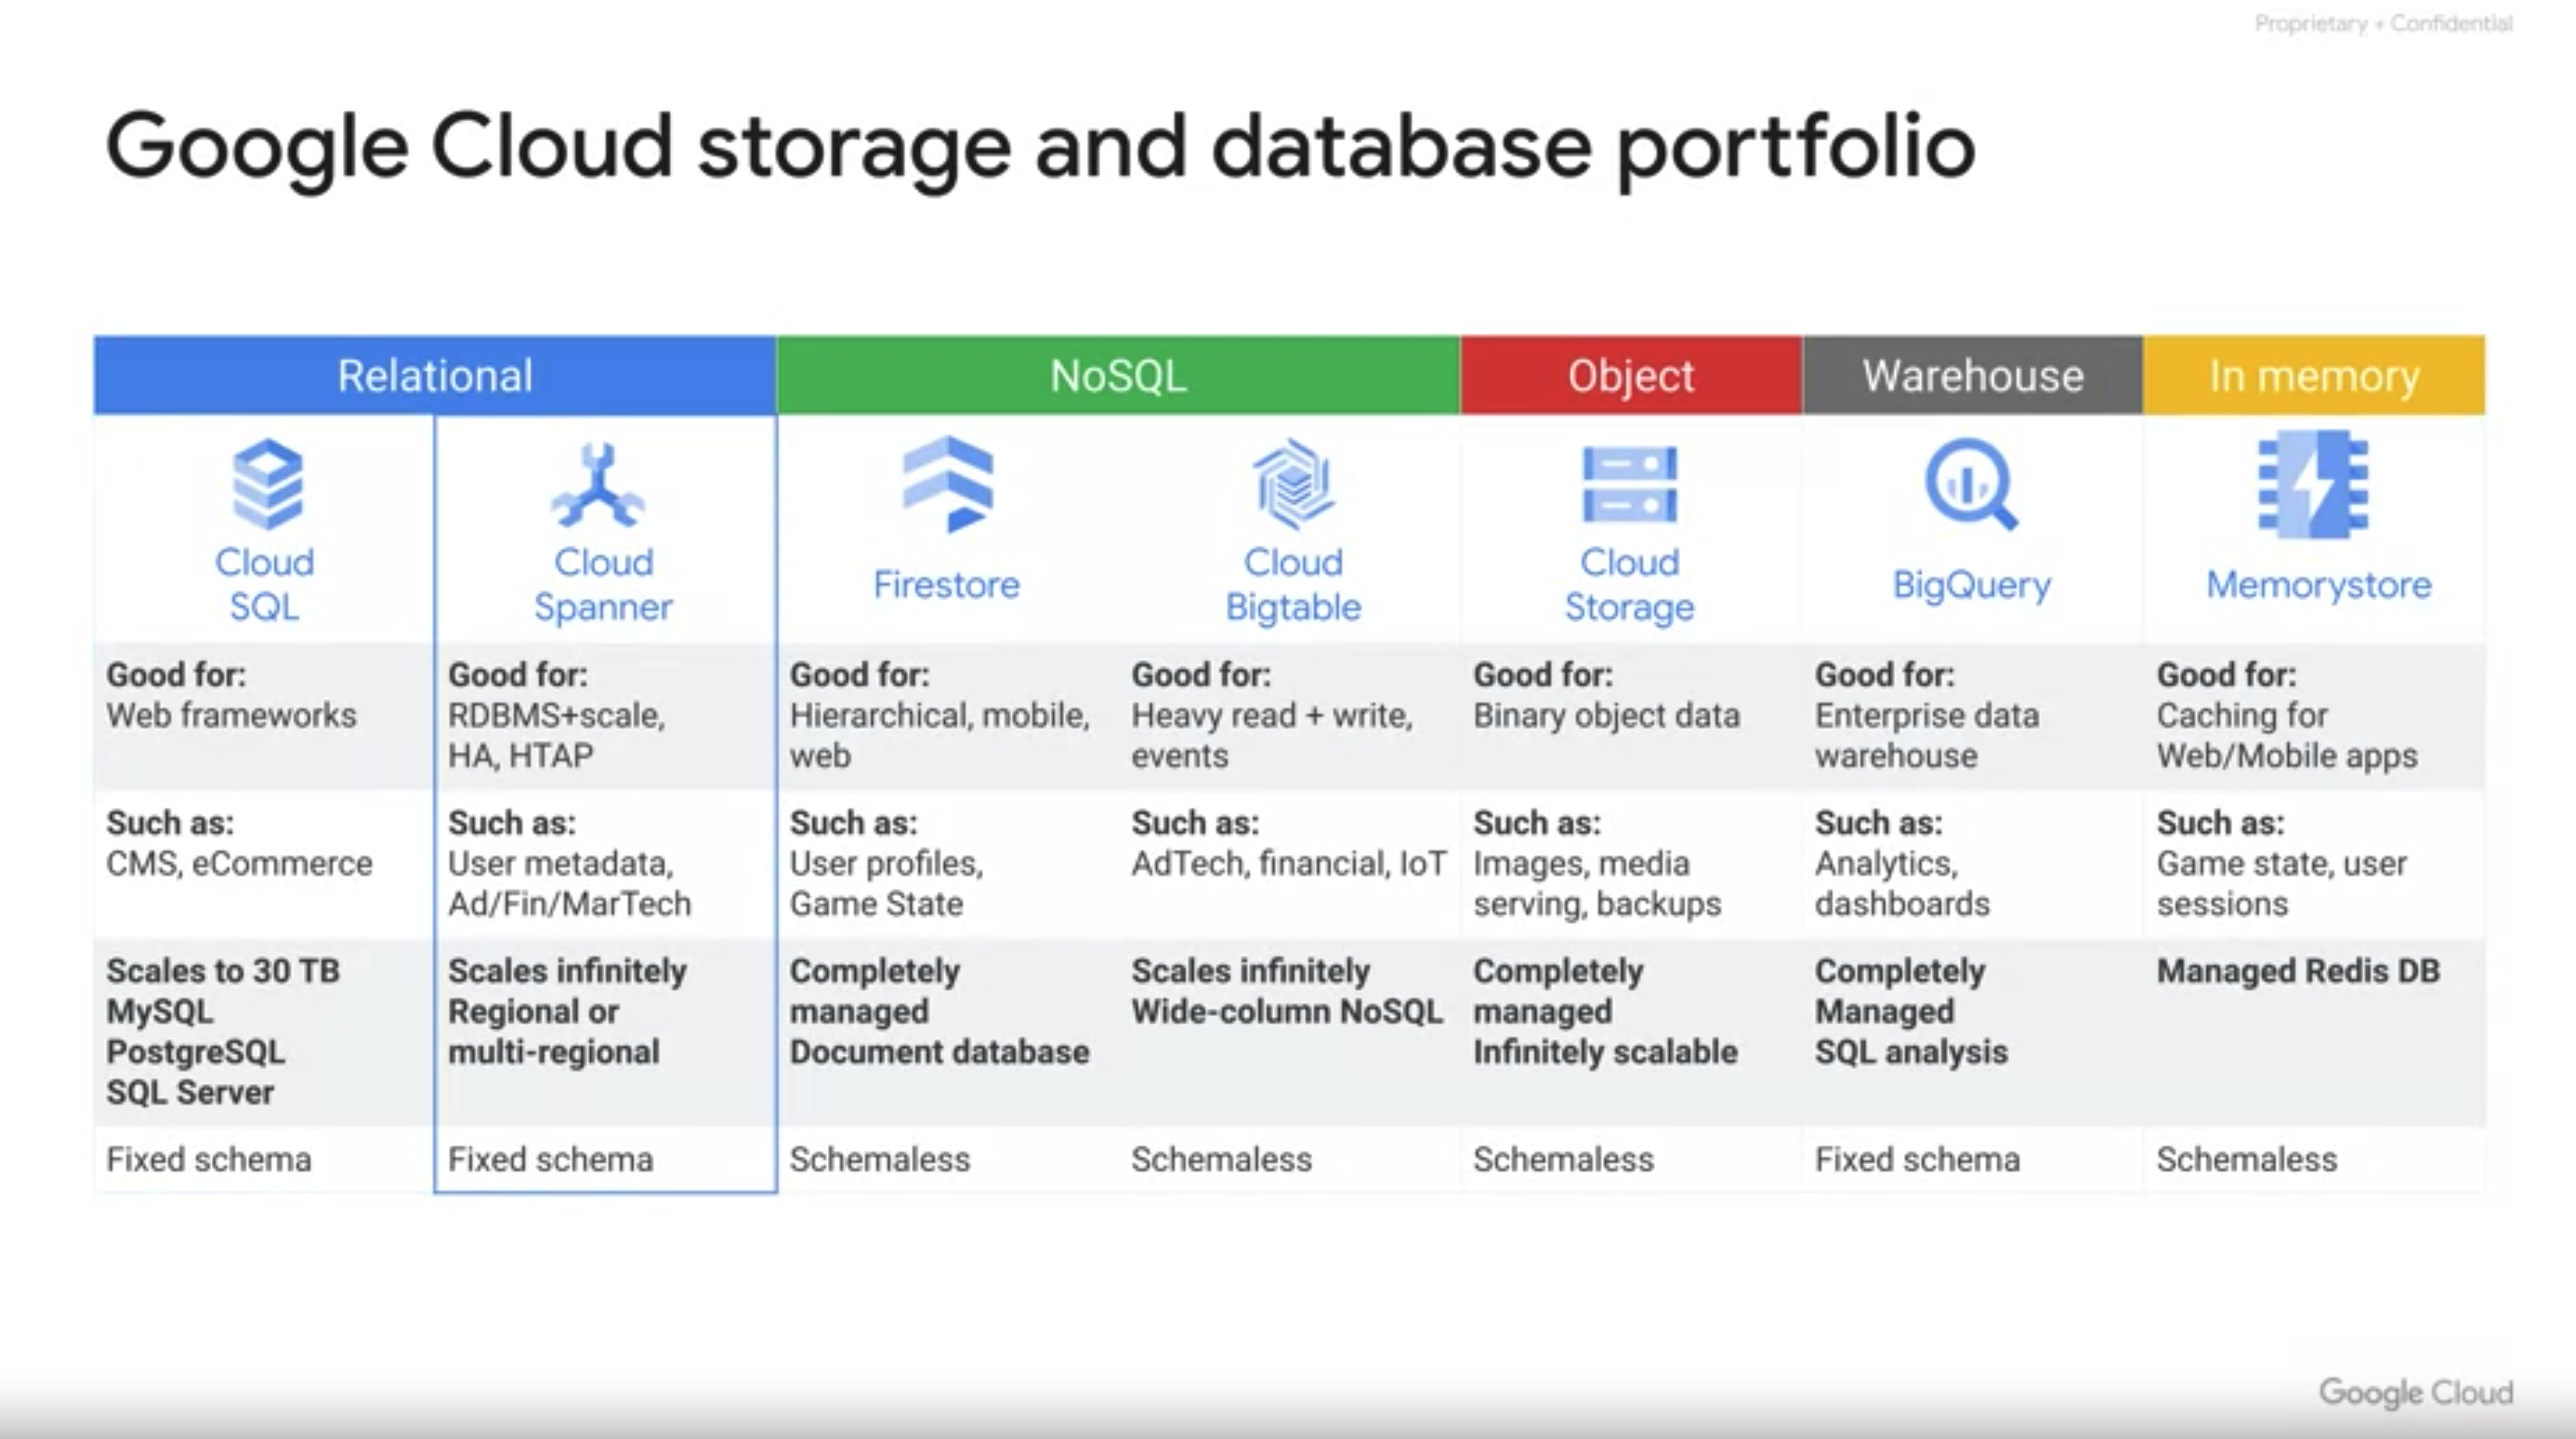 Proprietary + Confidential
Google Cloud storage and database portfolio
Relational
NoSQL
Object
Warehouse
In memory
Cloud
SQL
Cloud
Spanner
Firestore
Cloud
Bigtable
Cloud
Storage
BigQuery
Memorystore
Good for:
Web frameworks
Good for:
RDBMS+scale,
HA, HTAP
Good for:
Hierarchical, mobile,
web
Good for:
Heavy read + write,
events
Good for:
Binary object data
Good for:
Enterprise data
warehouse
Good for:
Caching for
Web/Mobile apps
Such as:
CMS, eCommerce
Such as:
User metadata,
Ad/Fin/MarTech
Such as:
User profiles,
Game State
Such as:
AdTech, financial, IoT
Such as:
Images, media
serving, backups
Such as:
Analytics,
dashboards
Such as:
Game state, user
sessions
Scales to 30 TB
MySQL
PostgreSQL
SQL Server
Scales infinitely
Regional or
multi-regional
Completely
managed
Document database
Scales infinitely
Wide-column NoSQL
Completely
managed
Infinitely scalable
Completely
Managed
SQL analysis
Managed Redis DB
Fixed schema
Fixed schema
Schemaless
Schemaless
Schemaless
Fixed schema
Schemaless
Google Cloud